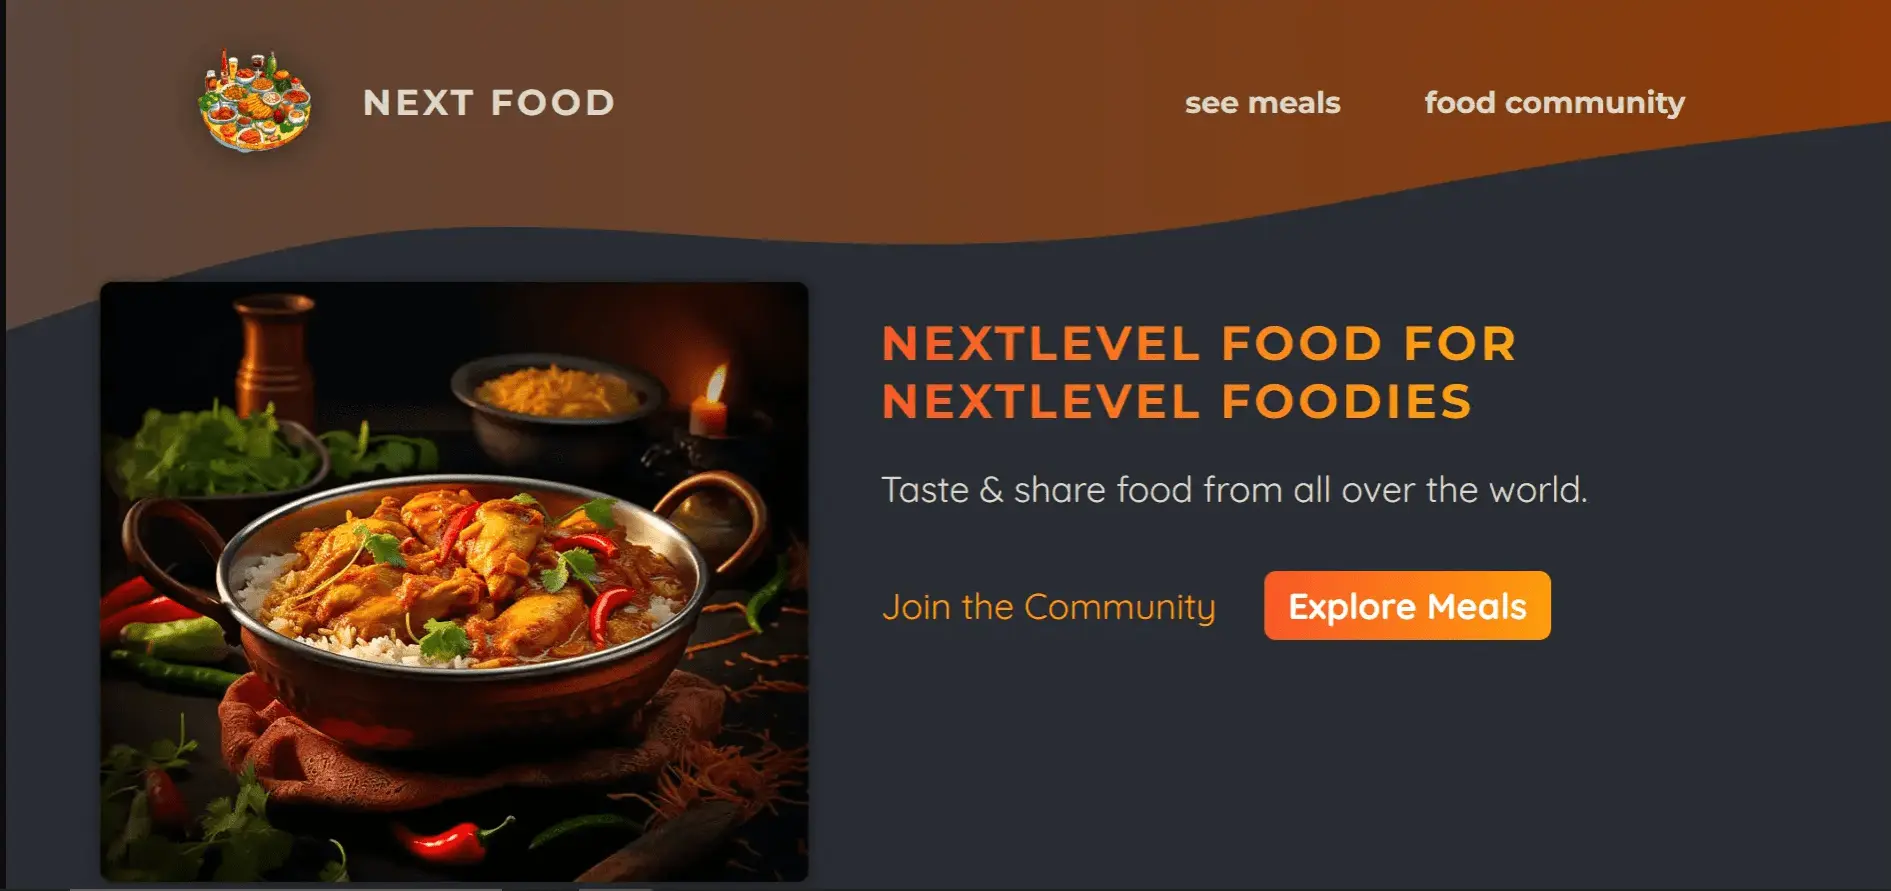 NEXT FOOD
see meals
food community
NEXTLEVEL FOOD FOR
NEXTLEVEL FOODIES
Taste & share food from all over the world.
Join the Community
Explore Meals